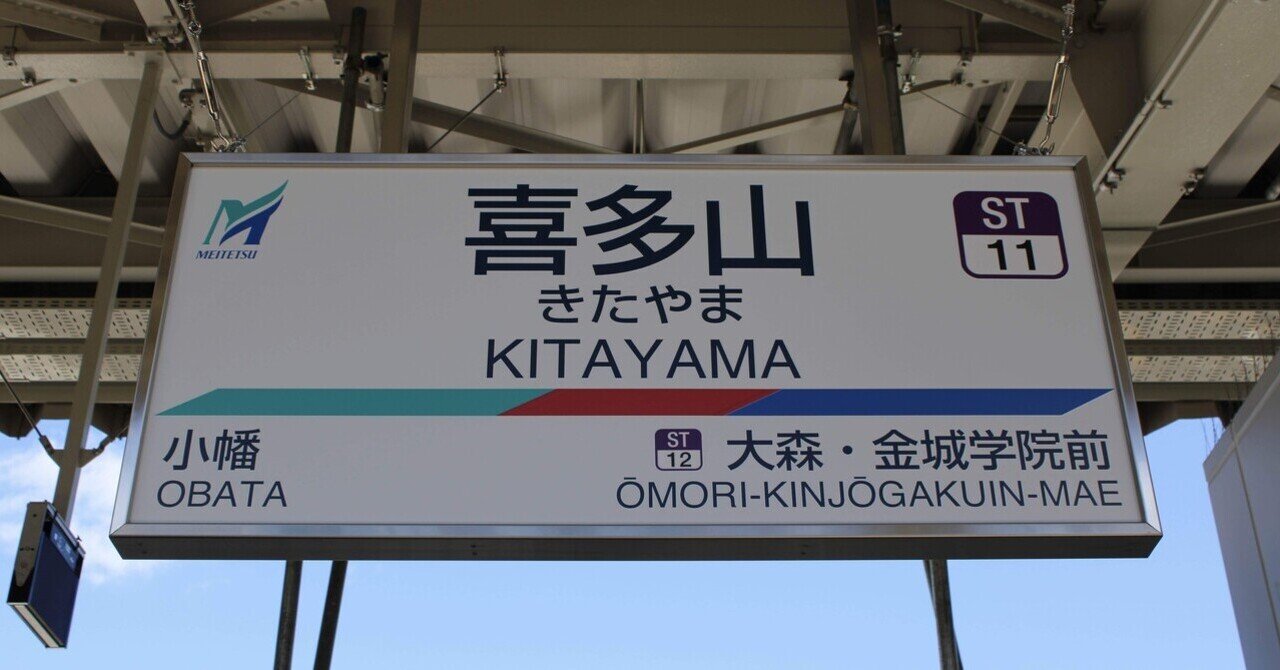 MEITETSU
喜多山
ST
11
きたやま
KITAYAMA
小幡
OBATA
ST
12
大森・金城学院前
ŌMORI-KINJŌGAKUIN-MAE